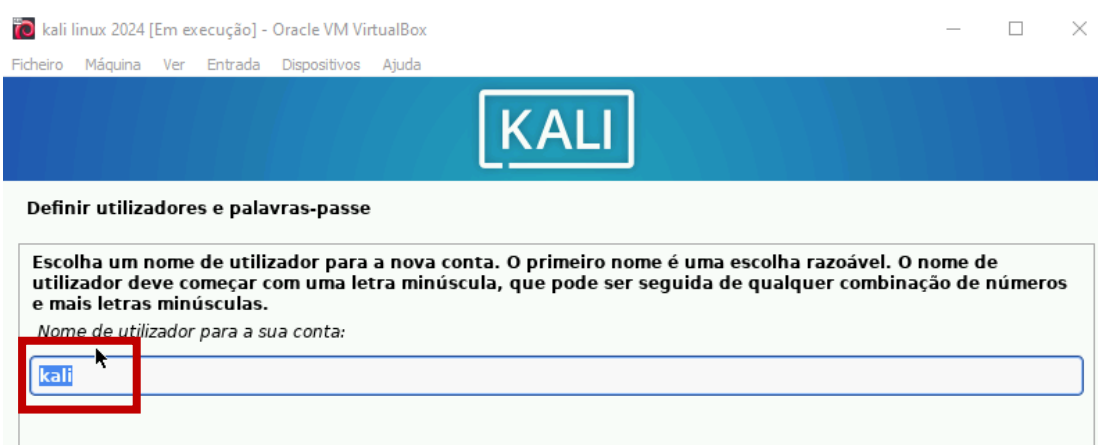 kali linux 2024 [Em execução] - Oracle VM VirtualBox
Ficheiro Máquina Ver Entrada Dispositivos Ajuda
KALI
Definir utilizadores e palavras-passe
Escolha um nome de utilizador para a nova conta. O primeiro nome é uma escolha razoável. O nome de
utilizador deve começar com uma letra minúscula, que pode ser seguida de qualquer combinação de números
e mais letras minúsculas.
Nome de utilizador para a sua conta:
kali